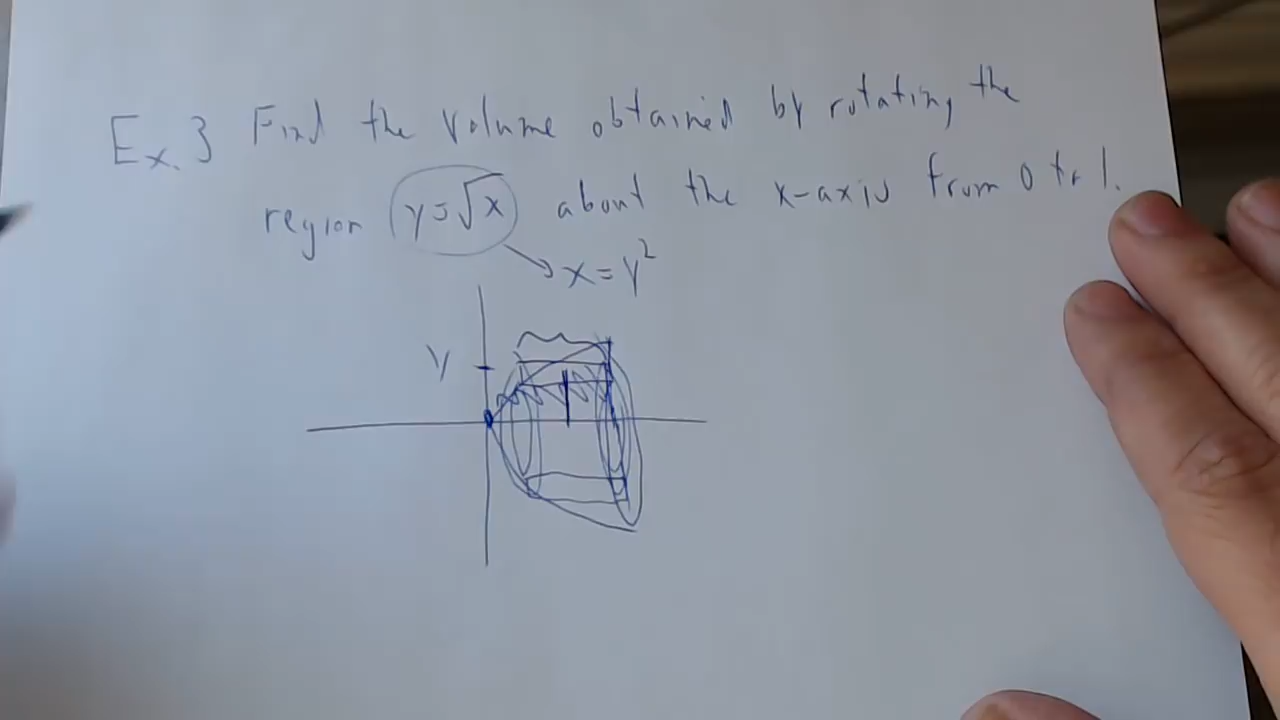 Ex. 3 Find the volume obtained by rotating the
region y=√x about the x-axis from 0 to 1.
x=y²
y